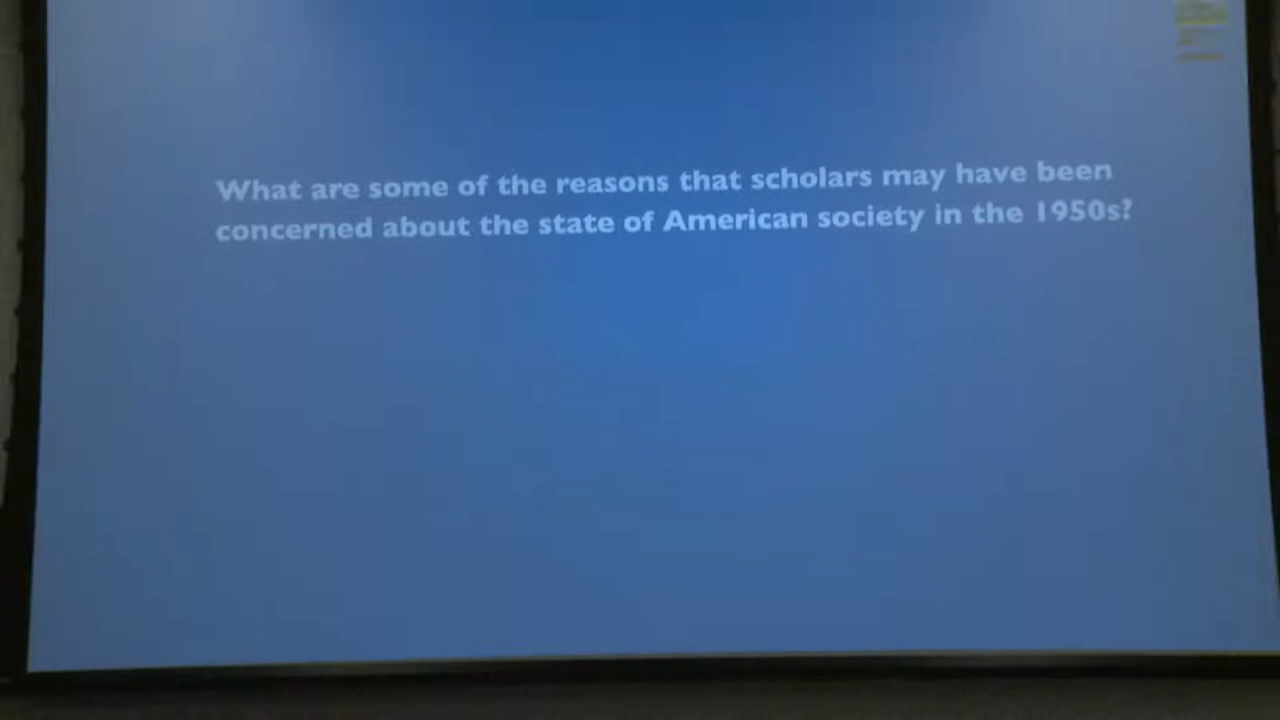 What are some of the reasons that scholars may have been
concerned about the state of American society in the 1950s?